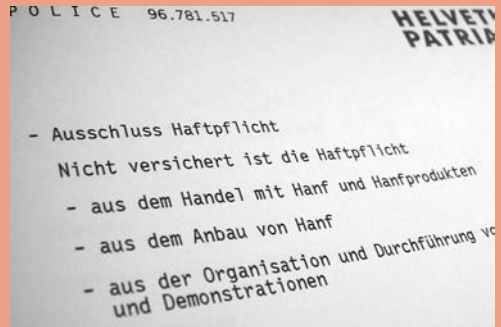 POLICE 96.781.517
HELVETI
PATRIA
- Ausschluss Haftpflicht
Nicht versichert ist die Haftpflicht
- aus dem Handel mit Hanf und Hanfprodukten
- aus dem Anbau von Hanf
- aus der Organisation und Durchführung
und Demonstrationen